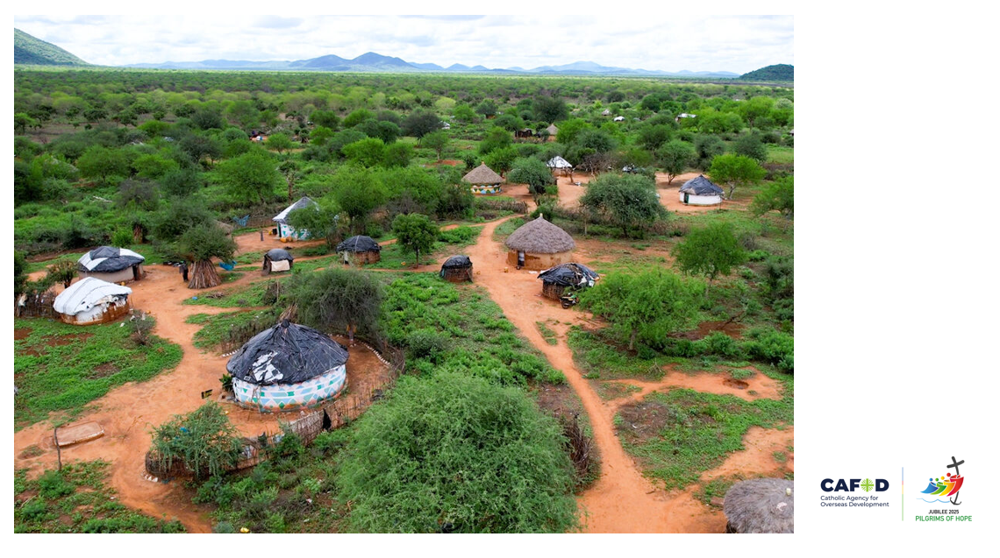 CAFOD
Catholic Agency for
Overseas Development
JUBILEE 2025
PILGRIMS OF HOPE